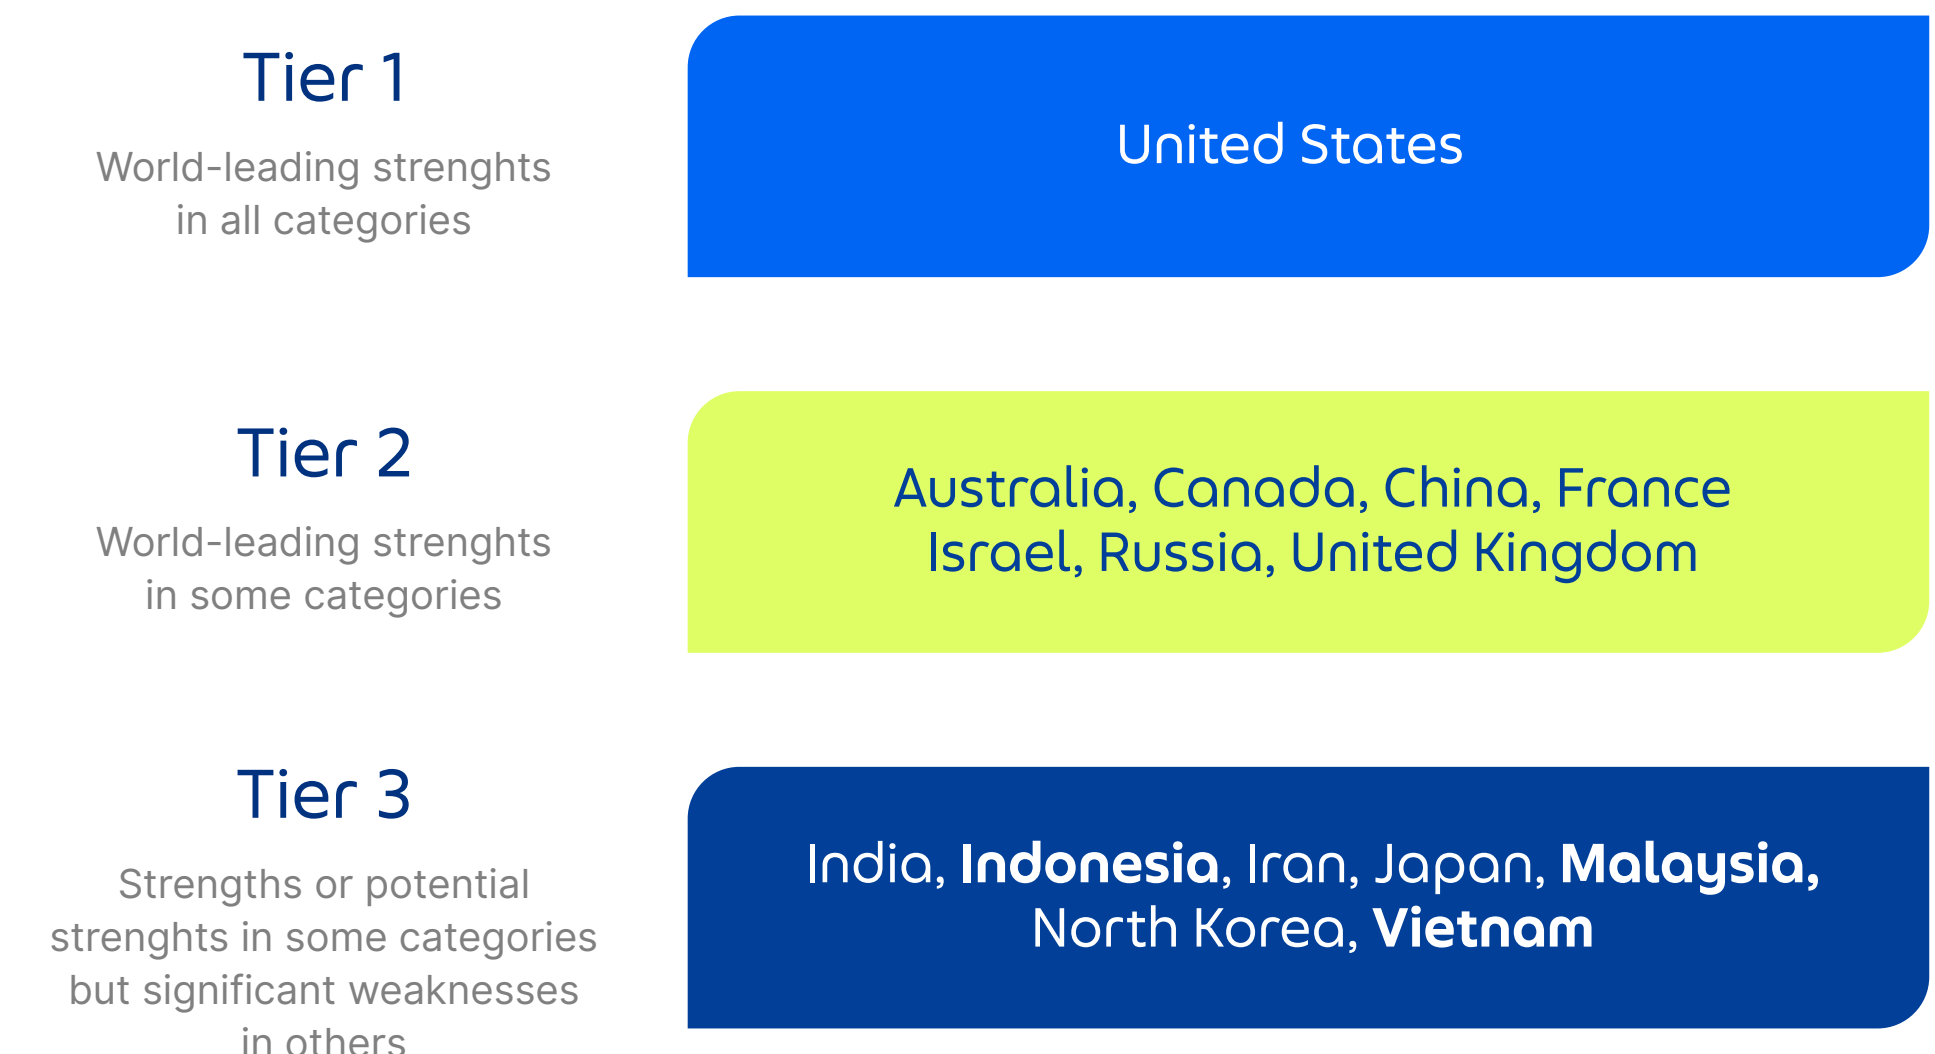 Tier 1
World-leading strenghts
in all categories
United States
Tier 2
World-leading strenghts
in some categories
Australia, Canada, China, France
Israel, Russia, United Kingdom
Tier 3
Strengths or potential
strenghts in some categories
but significant weaknesses
in others
India, Indonesia, Iran, Japan, Malaysia,
North Korea, Vietnam